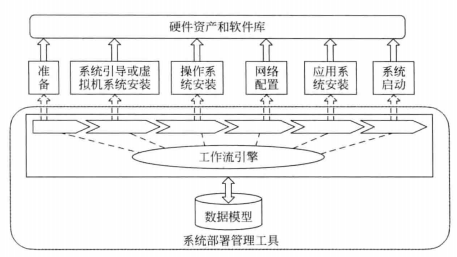 硬件资产和软件库
准
备
系统引导或虚
拟机系统安装
操作系
统安装
网络
配置
应用系
统安装
系统
启动
工作流引擎
数据模型
系统部署管理工具